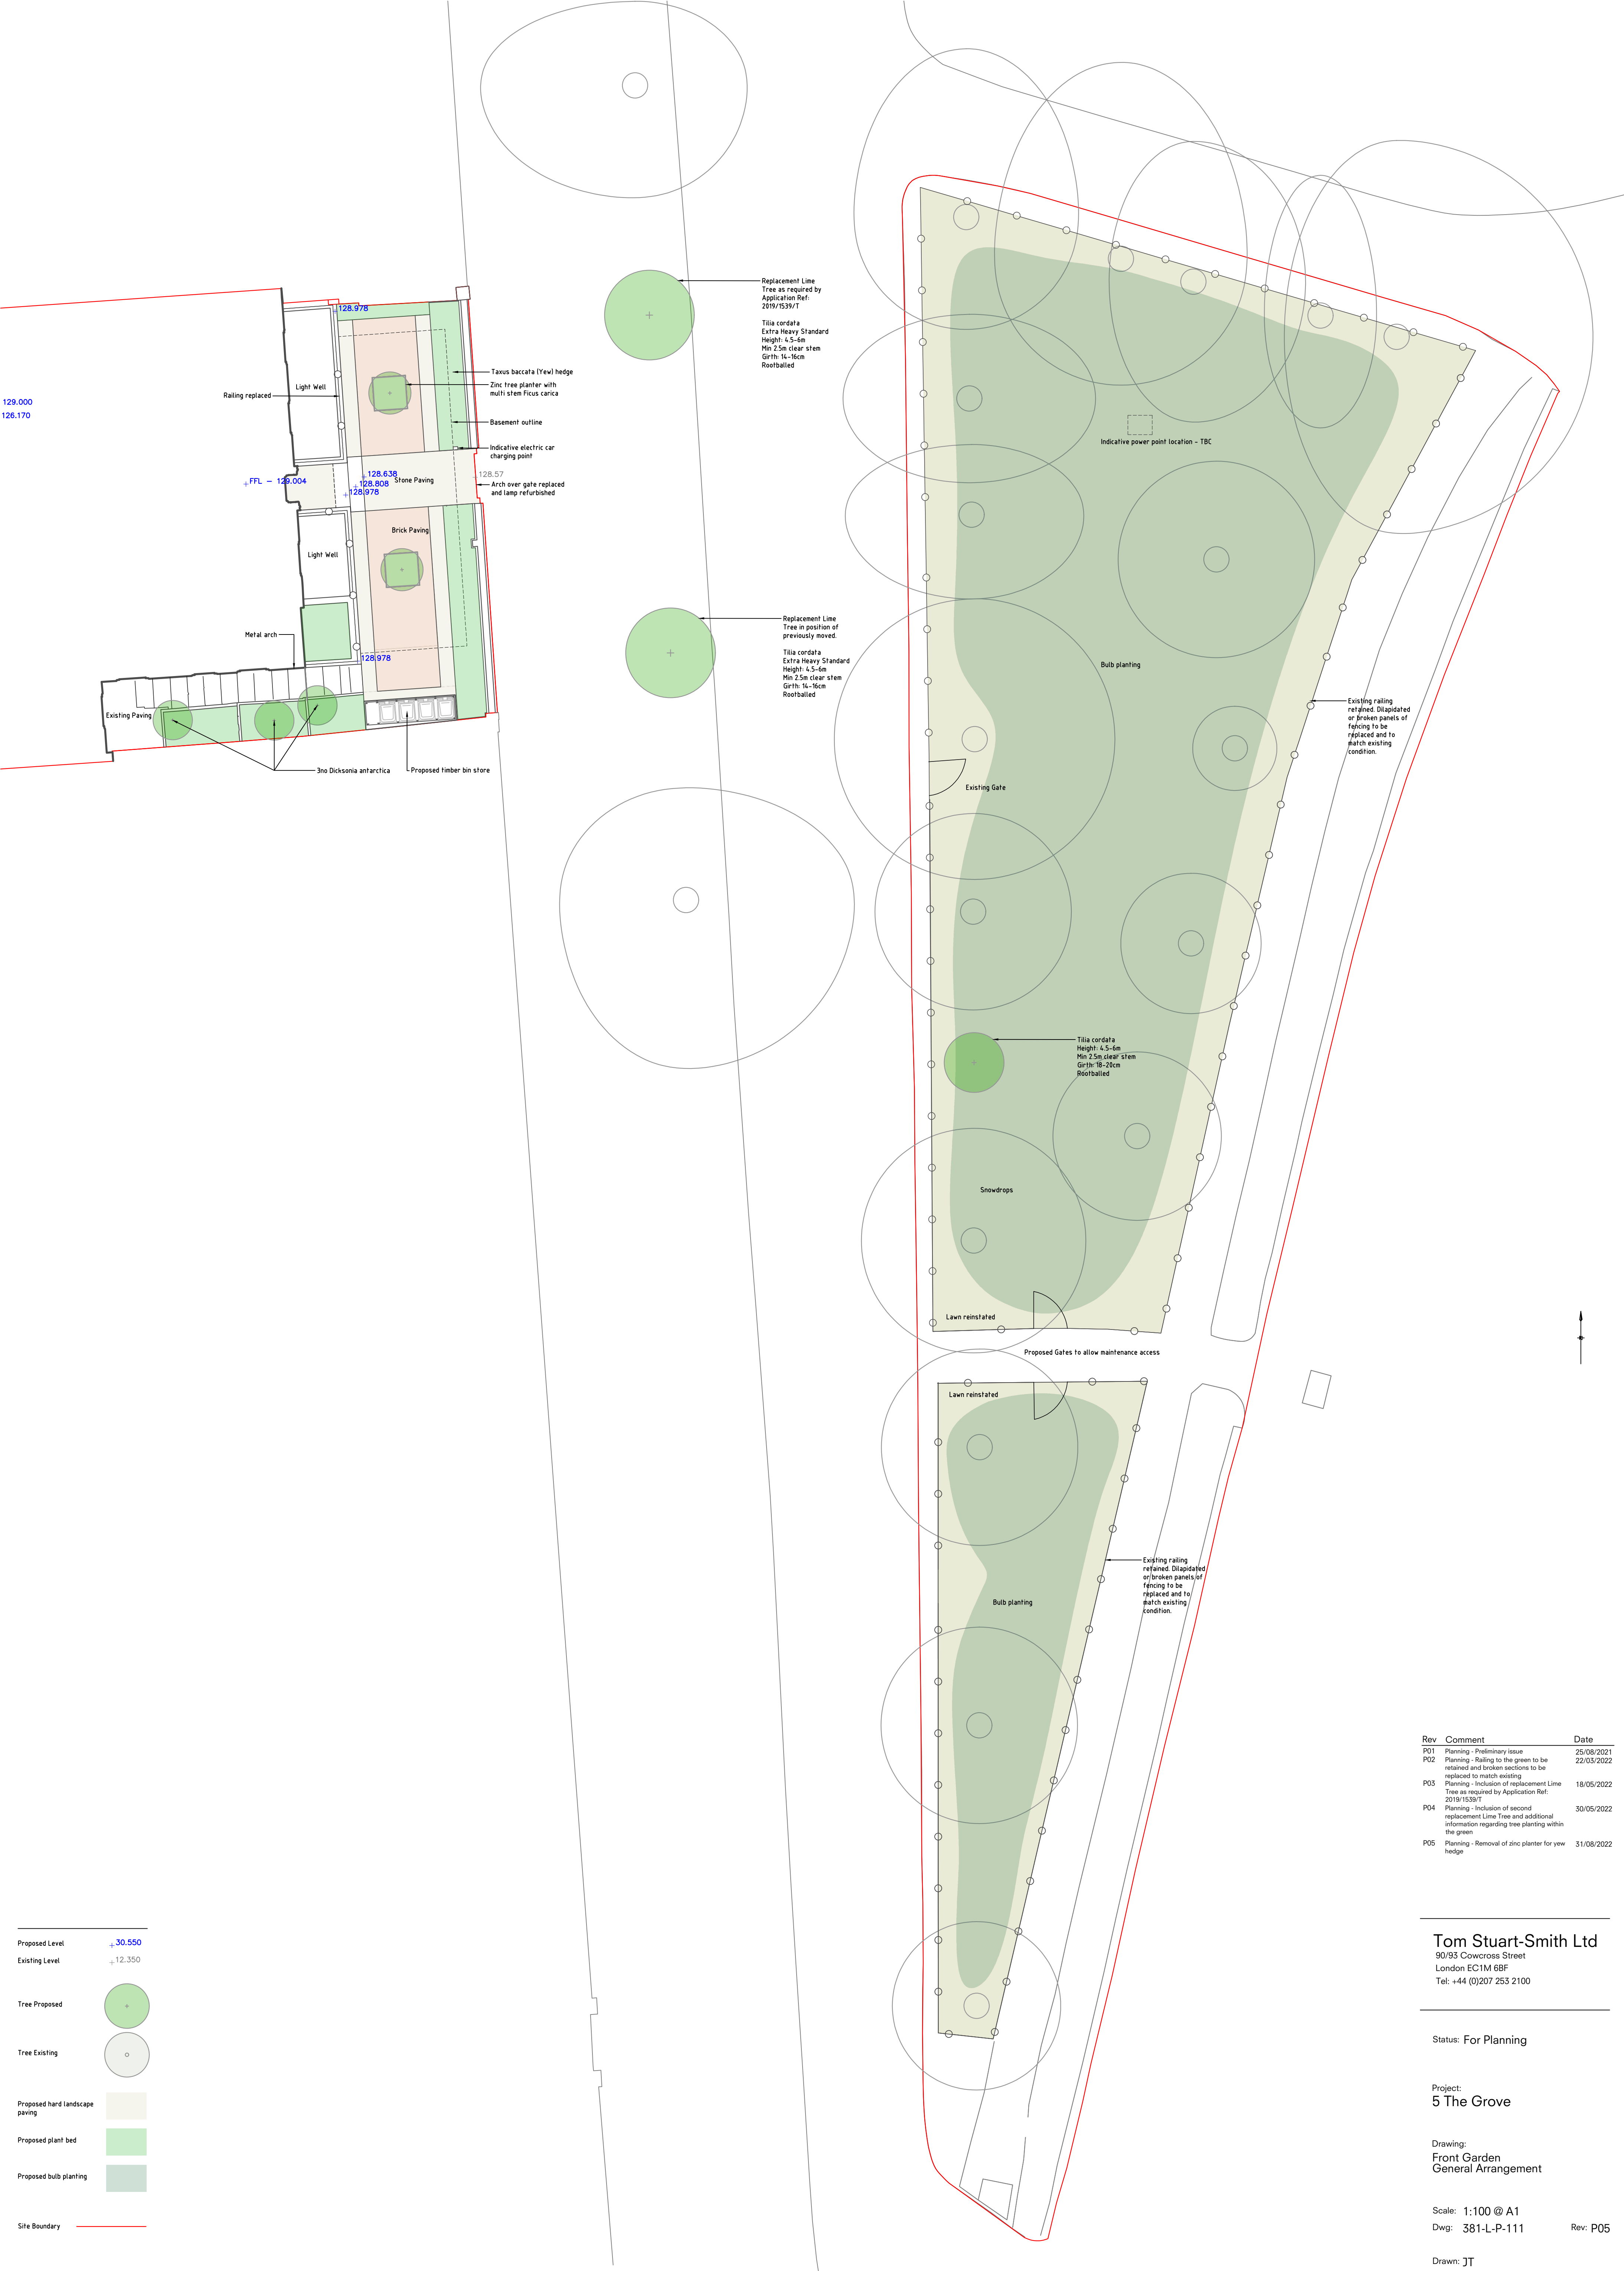 Replacement Lime
Tree as required by
Application Ref:
2019/1539/T
Tilia cordata
Extra Heavy Standard
Height: 4.5-6m
Min 2.5m clear stem
Girth: 14-16cm
Rootballed
128.978
Light Well
Railing replaced
129.000
126.170
Taxus baccata (Yew) hedge
Zinc tree planter with
multi stem Ficus carica
Basement outline
Indicative electric car
charging point
128.57
Arch over gate replaced
and lamp refurbished
FFL - 129.004
128.638
128.808
128.978
Stone Paving
Brick Paving
Light Well
Metal arch
128.978
Existing Paving
3no Dicksonia antarctica
Proposed timber bin store
Replacement Lime
Tree in position of
previously moved.
Tilia cordata
Extra Heavy Standard
Height: 4.5-6m
Min 2.5m clear stem
Girth: 14-16cm
Rootballed
Indicative power point location - TBC
Bulb planting
Existing railing
retained. Dilapidated
or broken panels of
fencing to be
replaced and to
match existing
condition.
Existing Gate
Tilia cordata
Height: 4.5-6m
Min 2.5m clear stem
Girth: 18-20cm
Rootballed
Snowdrops
Lawn reinstated
Proposed Gates to allow maintenance access
Lawn reinstated
Existing railing
retained. Dilapidated
or broken panels of
fencing to be
replaced and to
match existing
condition.
Bulb planting
Rev Comment Date
P01 Planning - Preliminary issue 25/08/2021
P02 Planning - Railing to the green to be 22/03/2022
retained and broken sections to be
replaced to match existing
P03 Planning - Inclusion of replacement Lime 18/05/2022
Tree as required by Application Ref:
2019/1539/T
P04 Planning - Inclusion of second 30/05/2022
replacement Lime Tree and additional
information regarding tree planting within
the green
P05 Planning - Removal of zinc planter for yew 31/08/2022
hedge
Proposed Level 30.550
Existing Level 12.350
Tree Proposed
Tree Existing
Proposed hard landscape
paving
Proposed plant bed
Proposed bulb planting
Site Boundary
Tom Stuart-Smith Ltd
90/93 Cowcross Street
London EC1M 6BF
Tel: +44 (0)207 253 2100
Status: For Planning
Project:
5 The Grove
Drawing:
Front Garden
General Arrangement
Scale: 1:100 @ A1
Dwg: 381-L-P-111 Rev: P05
Drawn: JT